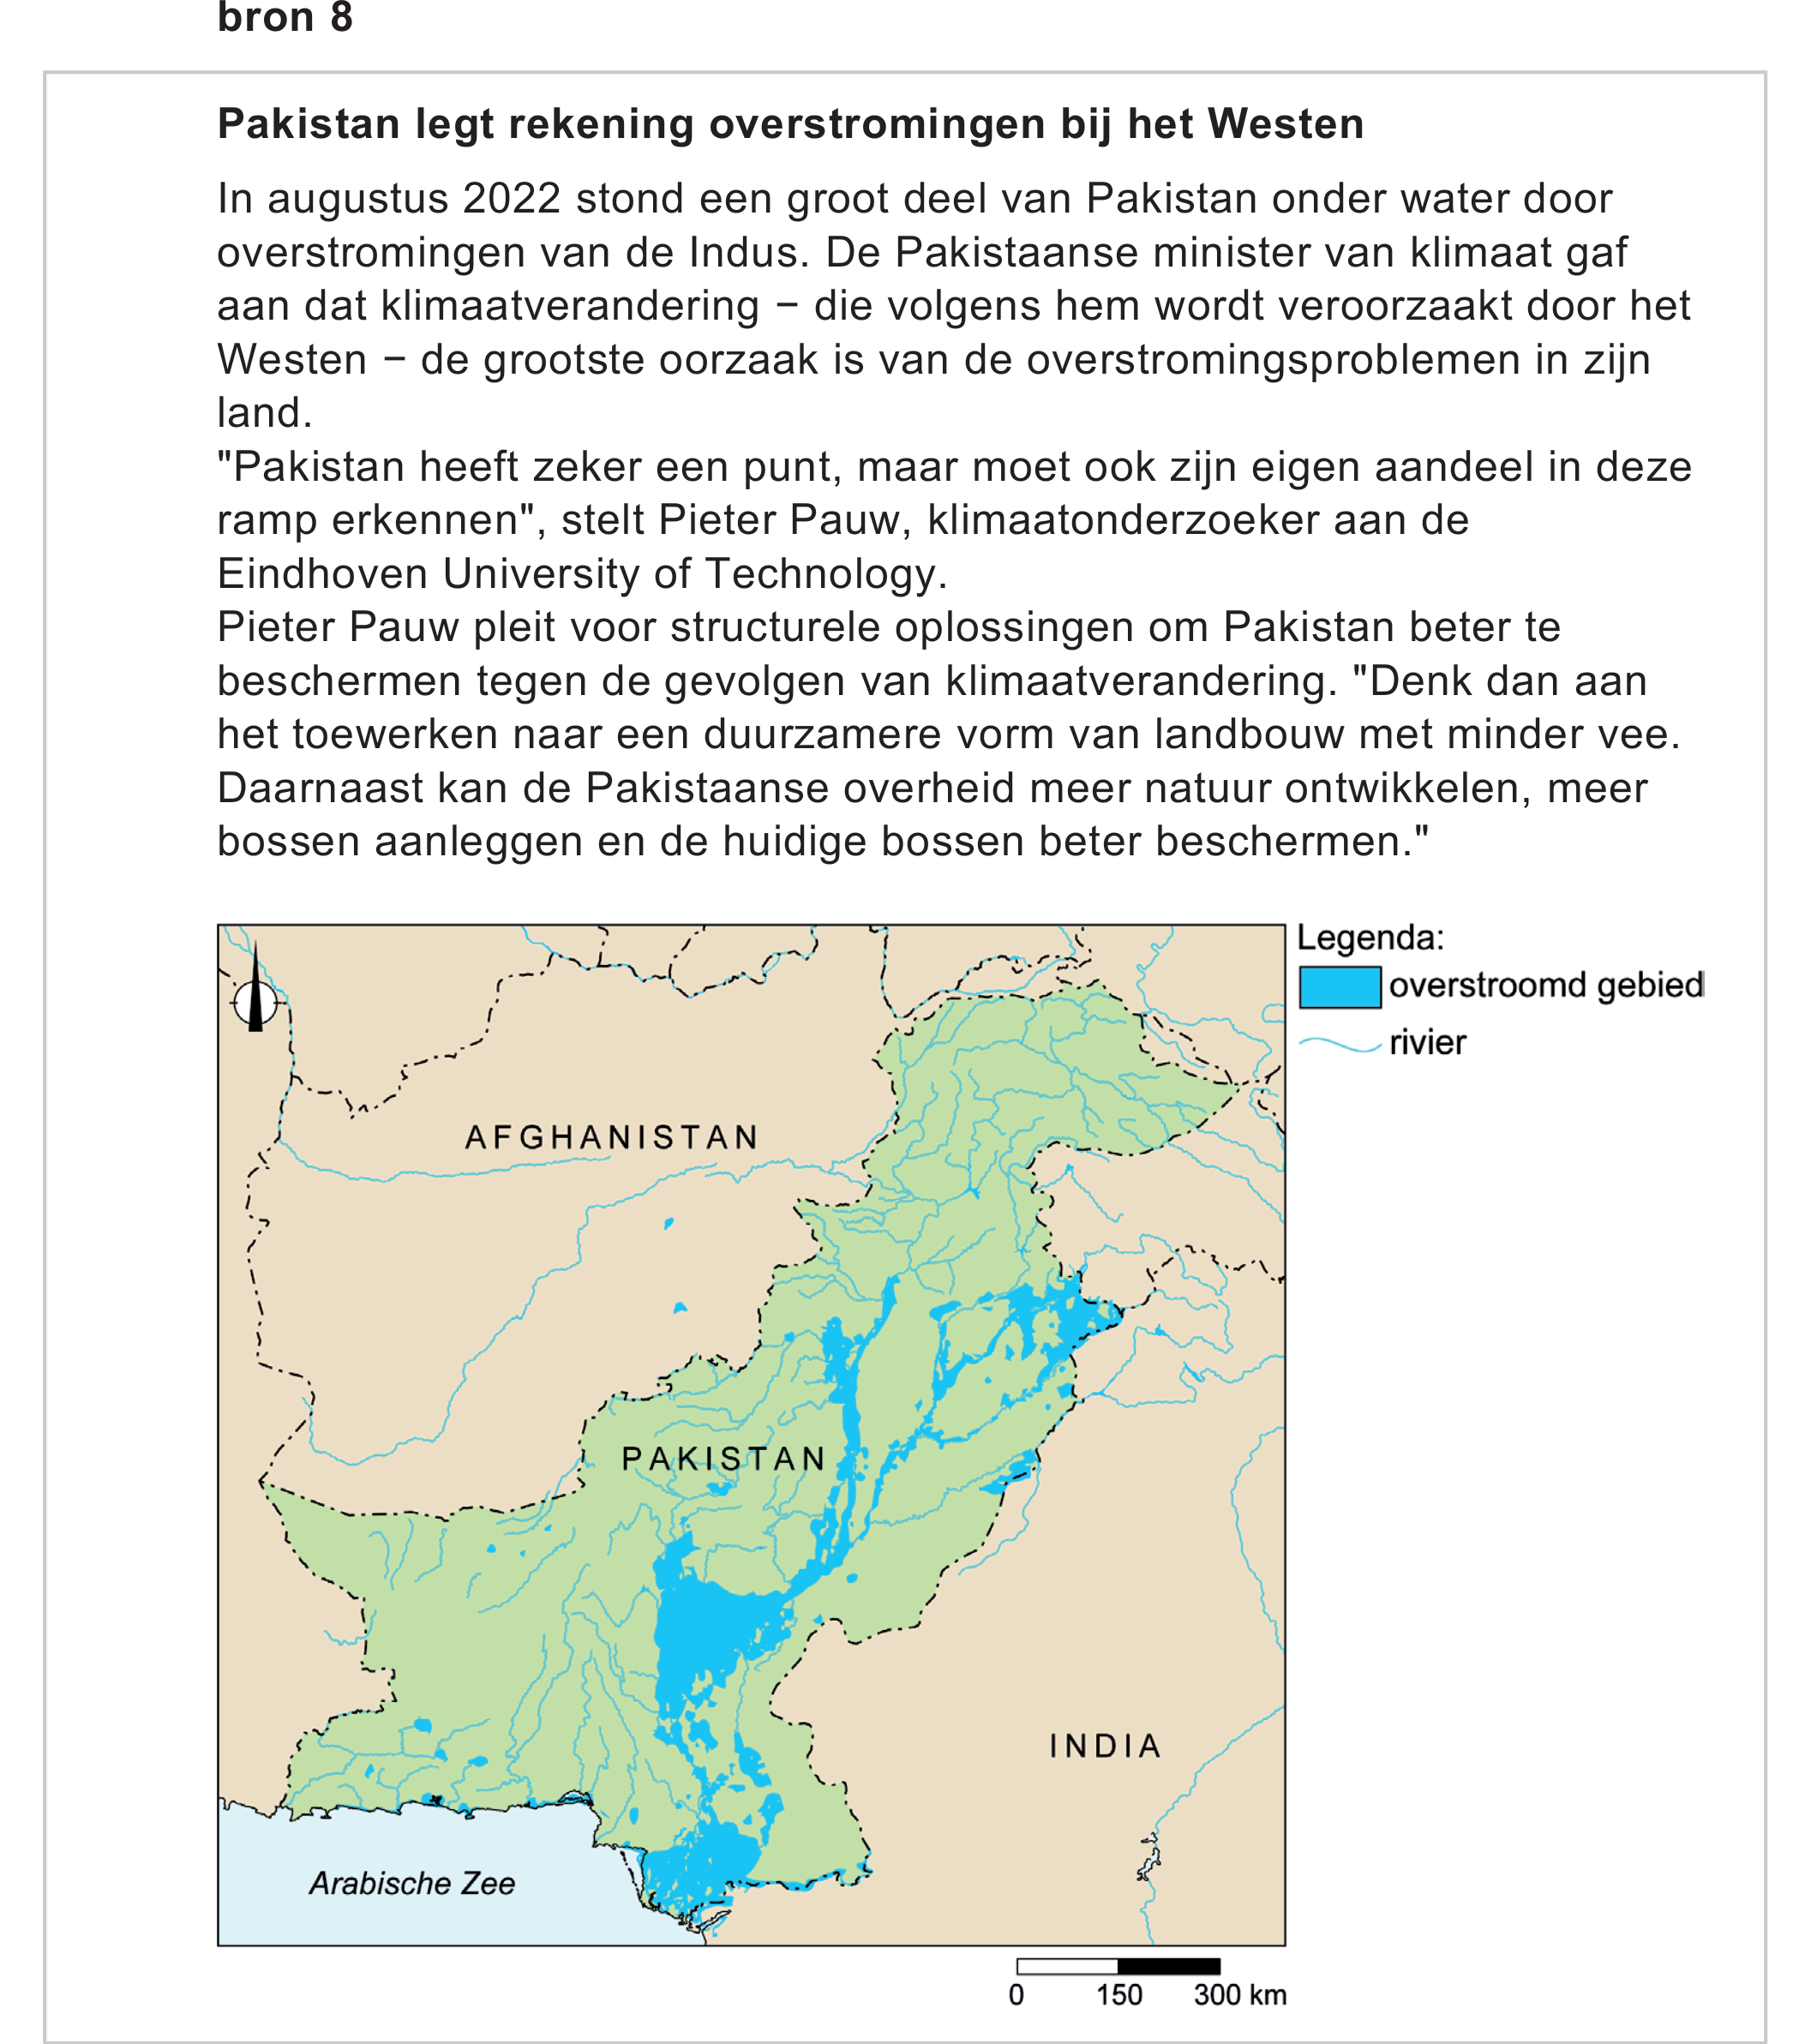 bron 8
Pakistan legt rekening overstromingen bij het Westen
In augustus 2022 stond een groot deel van Pakistan onder water door
overstromingen van de Indus. De Pakistaanse minister van klimaat gaf
aan dat klimaatverandering − die volgens hem wordt veroorzaakt door het
Westen − de grootste oorzaak is van de overstromingsproblemen in zijn
land.
"Pakistan heeft zeker een punt, maar moet ook zijn eigen aandeel in deze
ramp erkennen", stelt Pieter Pauw, klimaatonderzoeker aan de
Eindhoven University of Technology.
Pieter Pauw pleit voor structurele oplossingen om Pakistan beter te
beschermen tegen de gevolgen van klimaatverandering. "Denk dan aan
het toewerken naar een duurzamere vorm van landbouw met minder vee.
Daarnaast kan de Pakistaanse overheid meer natuur ontwikkelen, meer
bossen aanleggen en de huidige bossen beter beschermen."
Legenda:
overstroomd gebied
rivier
AFGHANISTAN
PAKISTAN
INDIA
Arabische Zee
0 150 300 km